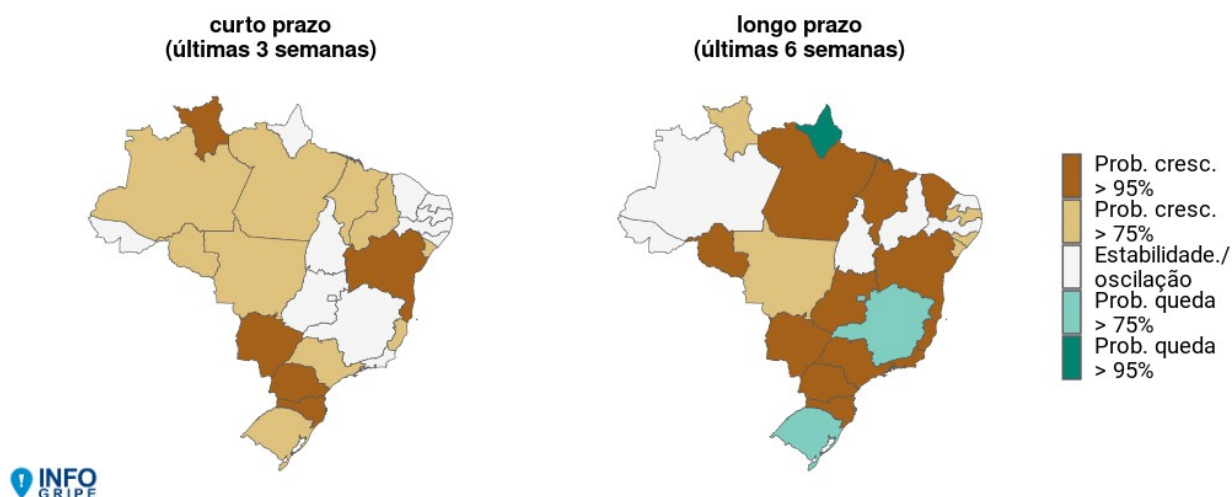 curto prazo
(últimas 3 semanas)
longo prazo
(últimas 6 semanas)
Prob. cresc.
> 95%
Prob. cresc.
> 75%
Estabilidade./
oscilação
Prob. queda
> 75%
Prob. queda
> 95%
INFO
GRIPE